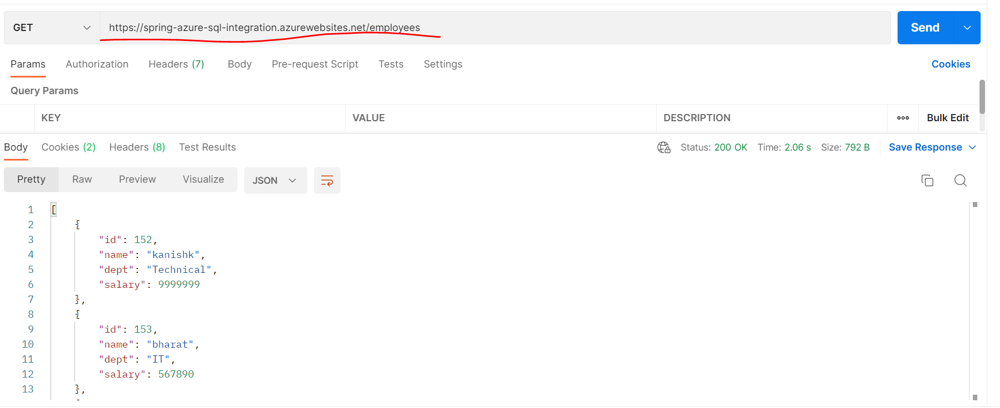 GET https://spring-azure-sql-integration.azurewebsites.net/employees Send
Params Authorization Headers (7) Body Pre-request Script Tests Settings Cookies
Query Params
KEY VALUE DESCRIPTION ooo Bulk Edit
Body Cookies (2) Headers (8) Test Results Status: 200 OK Time: 2.06 s Size: 792 B Save Response
Pretty Raw Preview Visualize JSON
1 [
2 {
3 "id": 152,
4 "name": "kanishk",
5 "dept": "Technical",
6 "salary": 9999999
7 },
8 {
9 "id": 153,
10 "name": "bharat",
11 "dept": "IT",
12 "salary": 567890
13 },